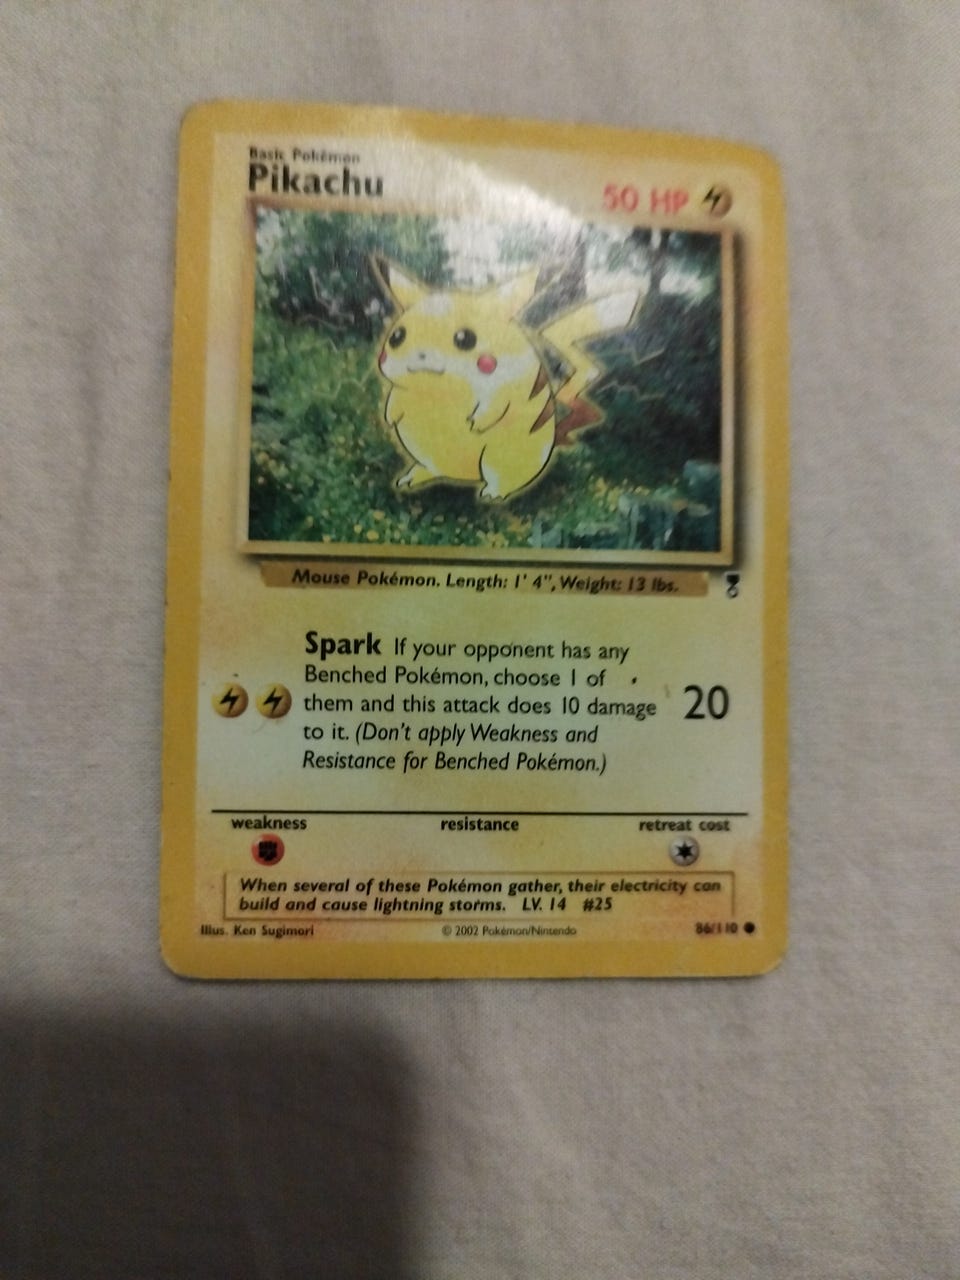 Basic Pokémon
Pikachu
50 HP
Mouse Pokémon. Length: 1' 4", Weight: 13 lbs.
Spark If your opponent has any
Benched Pokémon, choose 1 of
them and this attack does 10 damage
to it. (Don't apply Weakness and
Resistance for Benched Pokémon.)
20
weakness resistance retreat cost
When several of these Pokémon gather, their electricity can
build and cause lightning storms. LV. 14 #25
Illus. Ken Sugimori © 2002 Pokémon/Nintendo 86/110